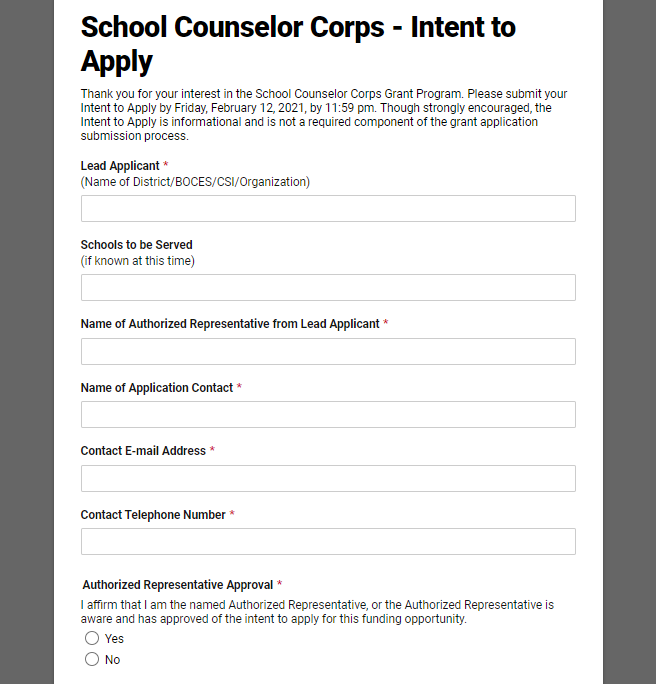 School Counselor Corps - Intent to
Apply
Thank you for your interest in the School Counselor Corps Grant Program. Please submit your
Intent to Apply by Friday, February 12, 2021, by 11:59 pm. Though strongly encouraged, the
Intent to Apply is informational and is not a required component of the grant application
submission process.
Lead Applicant *
(Name of District/BOCES/CSI/Organization)
Schools to be Served
(if known at this time)
Name of Authorized Representative from Lead Applicant *
Name of Application Contact *
Contact E-mail Address *
Contact Telephone Number *
Authorized Representative Approval *
I affirm that I am the named Authorized Representative, or the Authorized Representative is
aware and has approved of the intent to apply for this funding opportunity.
Yes
No